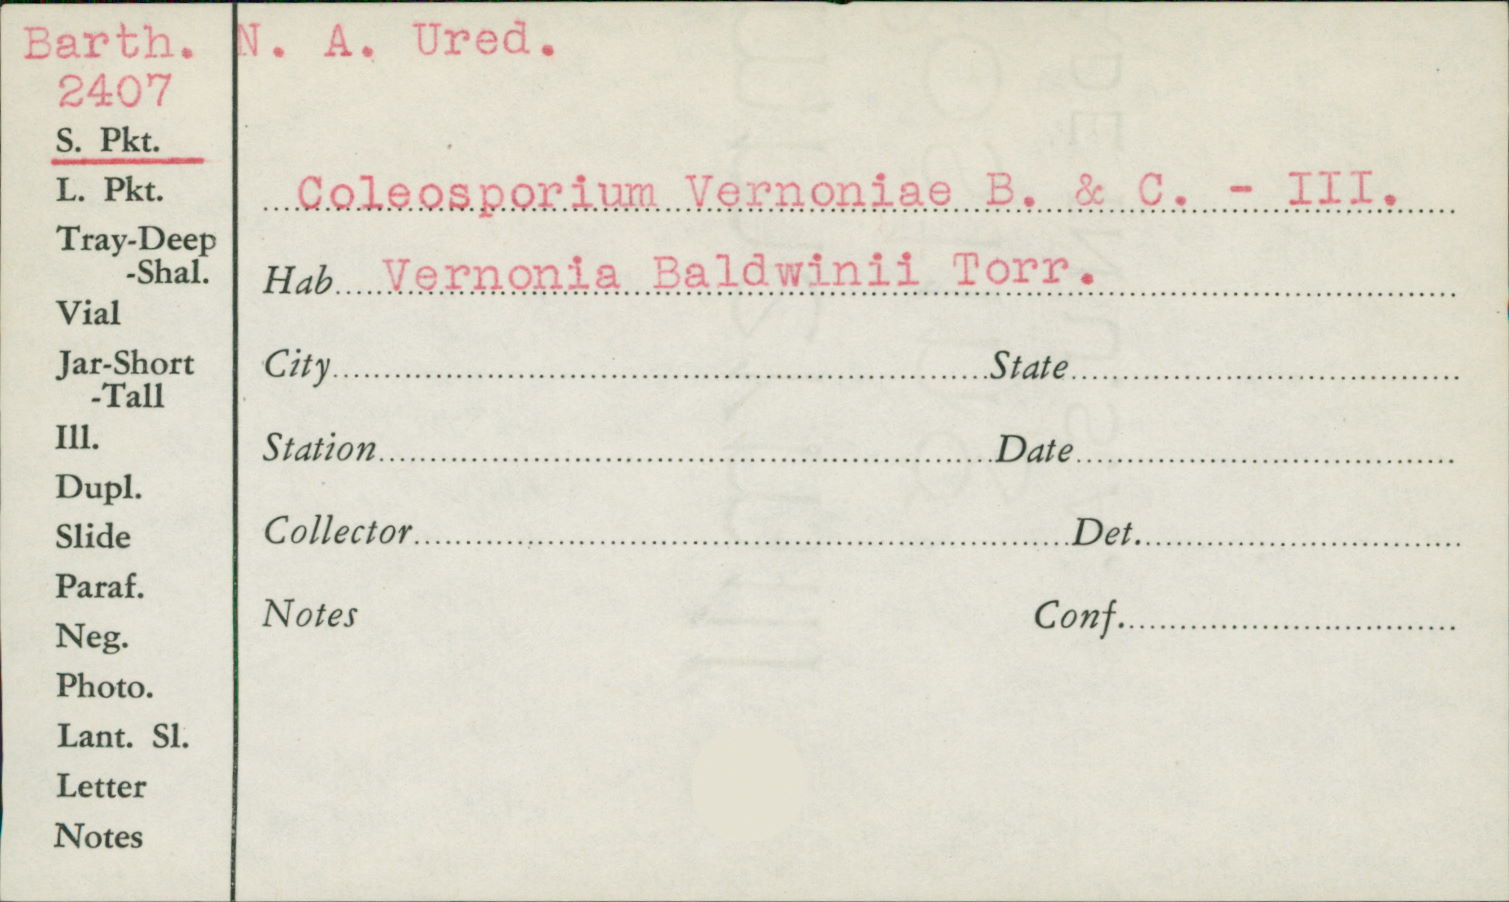 Barth. N. A. Ured.
2407
S. Pkt.
L. Pkt.
Tray-Deep
-Shal.
Vial
Jar-Short
-Tall
Ill.
Dupl.
Slide
Paraf.
Neg.
Photo.
Lant. Sl.
Letter
Notes
Coleosporium Vernoniae B. & C. - III.
Hab. Vernonia Baldwinii Torr.
City State
Station Date
Collector Det.
Notes Conf.